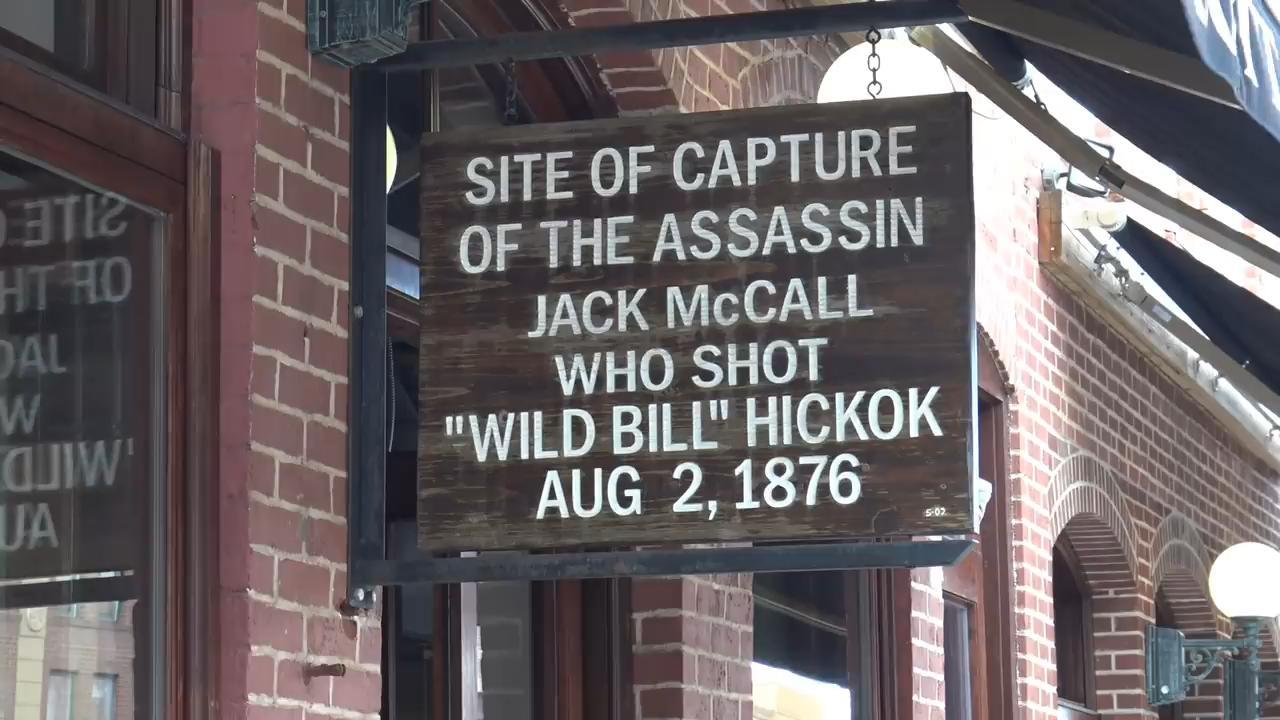 SITE OF CAPTURE
OF THE ASSASSIN
JACK McCALL
WHO SHOT
"WILD BILL" HICKOK
AUG 2, 1876
5-02